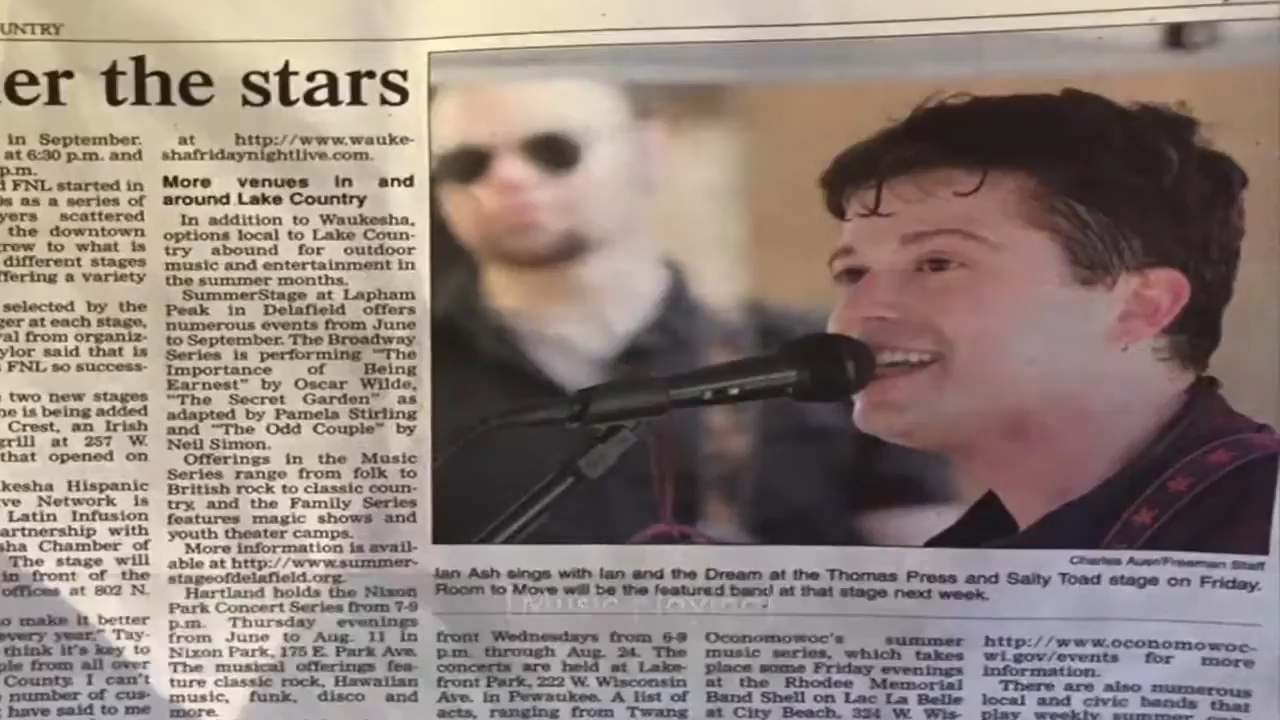 UNTRY
er the stars
in September.
at 6:30 p.m. and
p.m.
d FNL started in
0s as a series of
yers scattered
the downtown
rew to what is
different stages
ffering a variety
selected by the
ger at each stage,
val from organiz-
ylor said that is
FNL so success-
two new stages
ne is being added
Crest, an Irish
grill at 257 W.
that opened on
kesha Hispanic
ve Network is
Latin Infusion
artnership with
sha Chamber of
The stage will
in front of the
offices at 802 N.
o make it better
every year," Tay-
think it's key to
ple from all over
County. I can't
number of cus-
have said to me
at http://www.wauke-
shafridaynightlive.com.
More venues in and
around Lake Country
In addition to Waukesha,
options local to Lake Coun-
try abound for outdoor
music and entertainment in
the summer months.
SummerStage at Lapham
Peak in Delafield offers
numerous events from June
to September. The Broadway
Series is performing "The
Importance of Being
Earnest" by Oscar Wilde,
"The Secret Garden" as
adapted by Pamela Stirling
and "The Odd Couple" by
Neil Simon.
Offerings in the Music
Series range from folk to
British rock to classic coun-
try, and the Family Series
features magic shows and
youth theater camps.
More information is avail-
able at http://www.summer-
stageofdelafield.org.
Hartland holds the Nixon
Park Concert Series from 7-9
p.m. Thursday evenings
from June to Aug. 11 in
Nixon Park, 175 E. Park Ave.
The musical offerings fea-
ture classic rock, Hawaiian
music, funk, disco and
more.
Charles Auer/Freeman Staff
Ian Ash sings with Ian and the Dream at the Thomas Press and Salty Toad stage on Friday.
Room to Move will be the featured band at that stage next week.
[Music playing]
front Wednesdays from 6-9
p.m. through Aug. 24. The
concerts are held at Lake-
front Park, 222 W. Wisconsin
Ave. in Pewaukee. A list of
acts, ranging from Twang
Oconomowoc's summer
music series, which takes
place some Friday evenings
at the Rhodee Memorial
Band Shell on Lac La Belle
at City Beach, 324 W. Wis-
http://www.oconomowoc-
wi.gov/events for more
information.
There are also numerous
local and civic bands that
play weekly